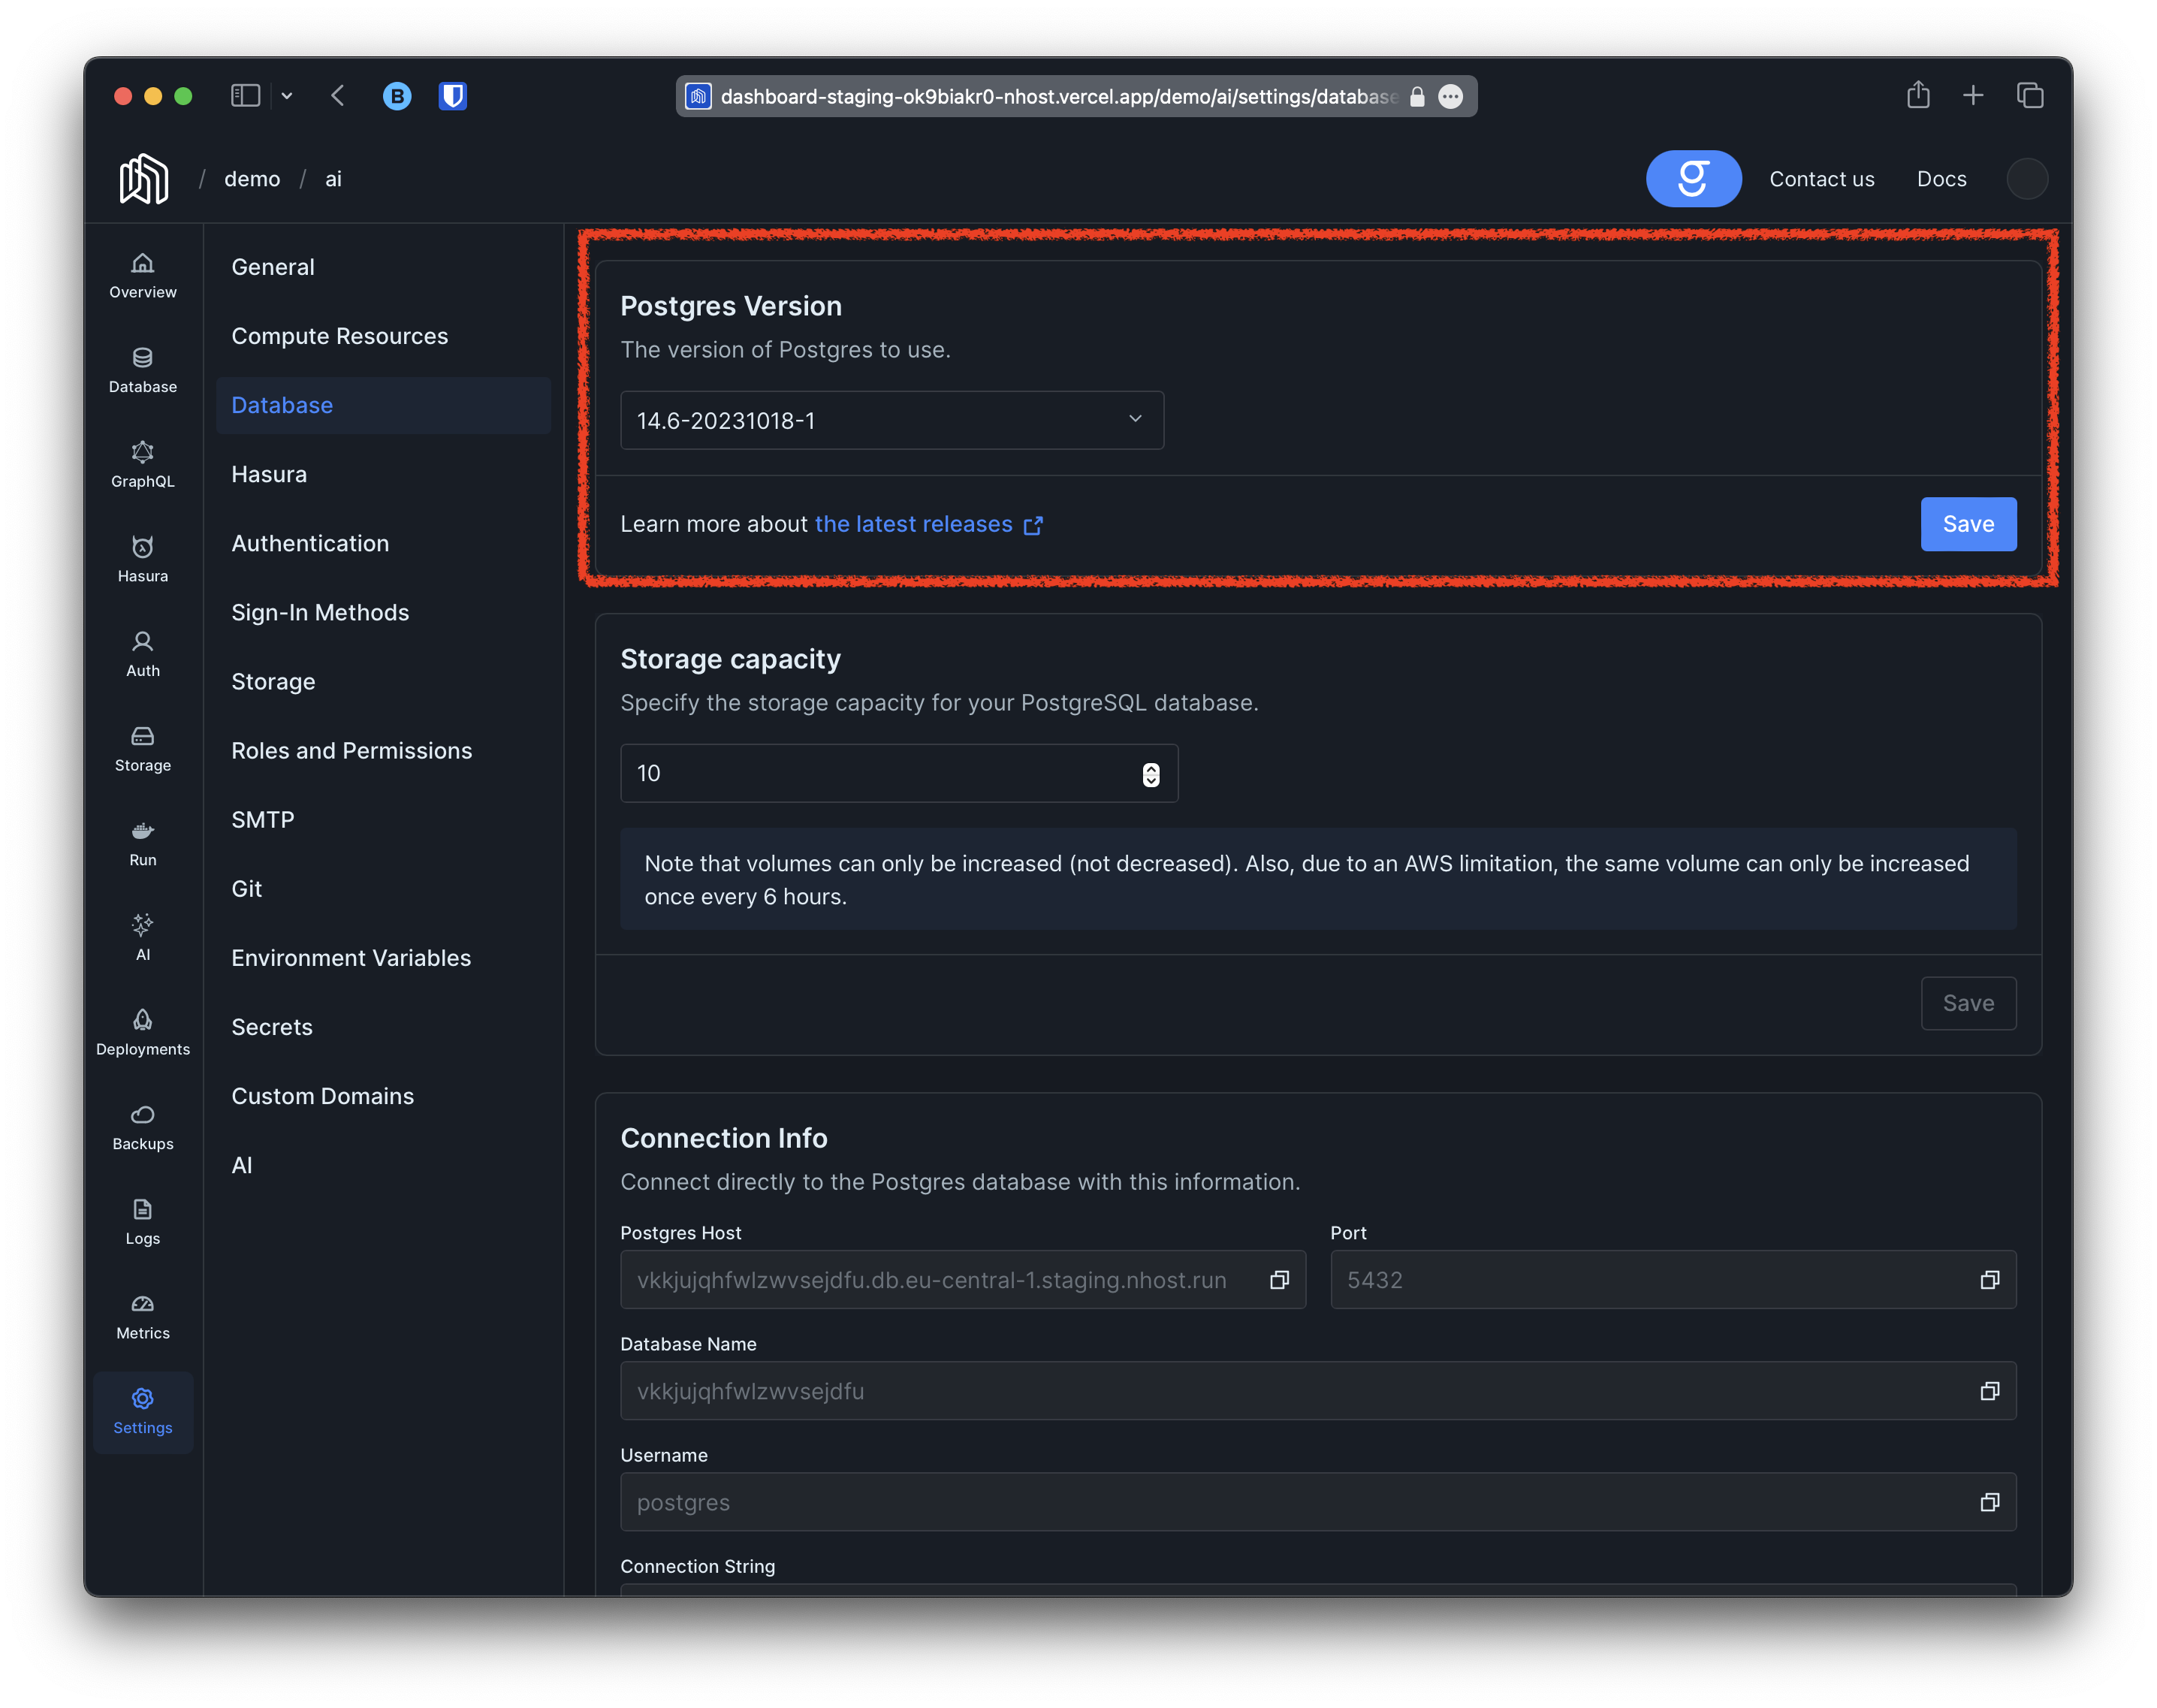 B
dashboard-staging-ok9biakr0-nhost.vercel.app/demo/ai/settings/database
/ demo / ai
Contact us
Docs
Overview
Database
GraphQL
Hasura
Auth
Storage
Run
AI
Deployments
Backups
Logs
Metrics
Settings
General
Compute Resources
Database
Hasura
Authentication
Sign-In Methods
Storage
Roles and Permissions
SMTP
Git
Environment Variables
Secrets
Custom Domains
AI
Postgres Version
The version of Postgres to use.
14.6-20231018-1
Learn more about the latest releases
Save
Storage capacity
Specify the storage capacity for your PostgreSQL database.
10
Note that volumes can only be increased (not decreased). Also, due to an AWS limitation, the same volume can only be increased
once every 6 hours.
Save
Connection Info
Connect directly to the Postgres database with this information.
Postgres Host
vkkjujqhfwlzwvsejdfu.db.eu-central-1.staging.nhost.run
Port
5432
Database Name
vkkjujqhfwlzwvsejdfu
Username
postgres
Connection String